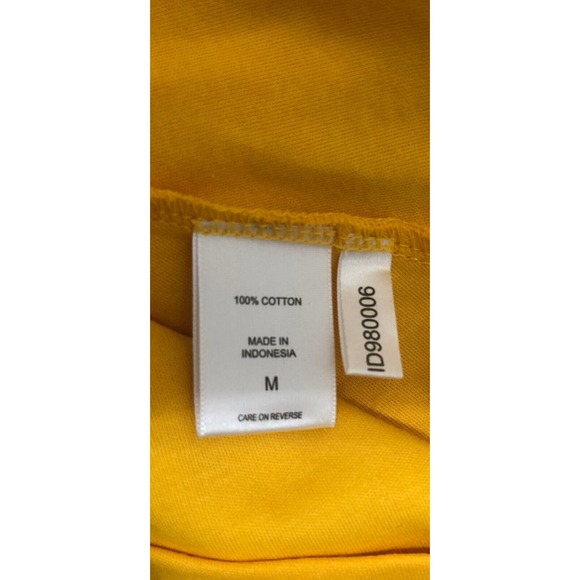 100% COTTON
MADE IN
INDONESIA
M
CARE ON REVERSE
ID980006